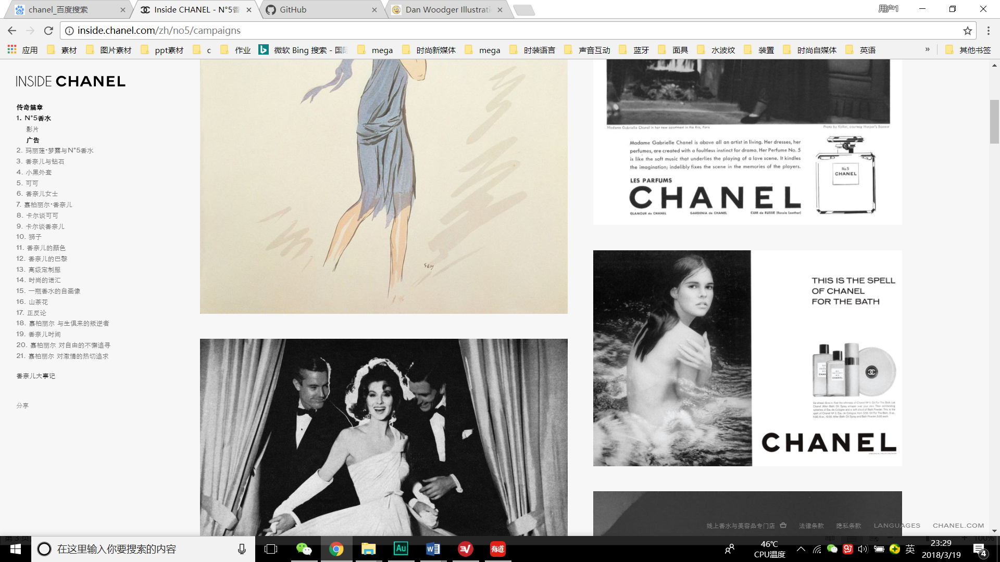 chanel_百度搜索
Inside CHANEL - N°5香
GitHub
Dan Woodger Illustrati
用户1
inside.chanel.com/zh/no5/campaigns
应用
素材
图片素材
ppt素材
c
作业
微软 Bing 搜索 - 国际
mega
时尚新媒体
mega
时装语言
声音互动
蓝牙
面具
水波纹
装置
时尚自媒体
英语
»
其他书签
INSIDE CHANEL
传奇篇章
1. N°5香水
影片
广告
2. 玛丽莲·梦露与N°5香水
3. 香奈儿与钻石
4. 小黑外套
5. 可可
6. 香奈儿女士
7. 嘉柏丽尔·香奈儿
8. 卡尔谈可可
9. 卡尔谈香奈儿
10. 狮子
11. 香奈儿的颜色
12. 香奈儿的巴黎
13. 高级定制服
14. 时尚的语汇
15. 一瓶香水的自画像
16. 山茶花
17. 正反论
18. 嘉柏丽尔 与生俱来的叛逆者
19. 香奈儿时间
20. 嘉柏丽尔 对自由的不懈追寻
21. 嘉柏丽尔 对激情的热切追求
香奈儿大事记
分享
SEM
Madame Gabrielle Chanel in her new apartment in the Ritz, Paris
Photo by Kollar, courtesy Harper's Bazaar
Madame Gabrielle Chanel is above all an artist in living. Her dresses, her
perfumes, are created with a faultless instinct for drama. Her Perfume No. 5
is like the soft music that underlies the playing of a love scene. It kindles
the imagination; indelibly fixes the scene in the memories of the players.
LES PARFUMS
CHANEL
GLAMOUR de CHANEL
GARDENIA de CHANEL
CUIR de RUSSIE (Russia Leather)
No.5
CHANEL
THIS IS THE SPELL
OF CHANEL
FOR THE BATH
CHANEL
线上香水与美容品专门店
法律条款
隐私条款
LANGUAGES
CHANEL.COM
第 3 页
100%
在这里输入你要搜索的内容
Au
有道
46℃
CPU温度
英
23:29
2018/3/19
4